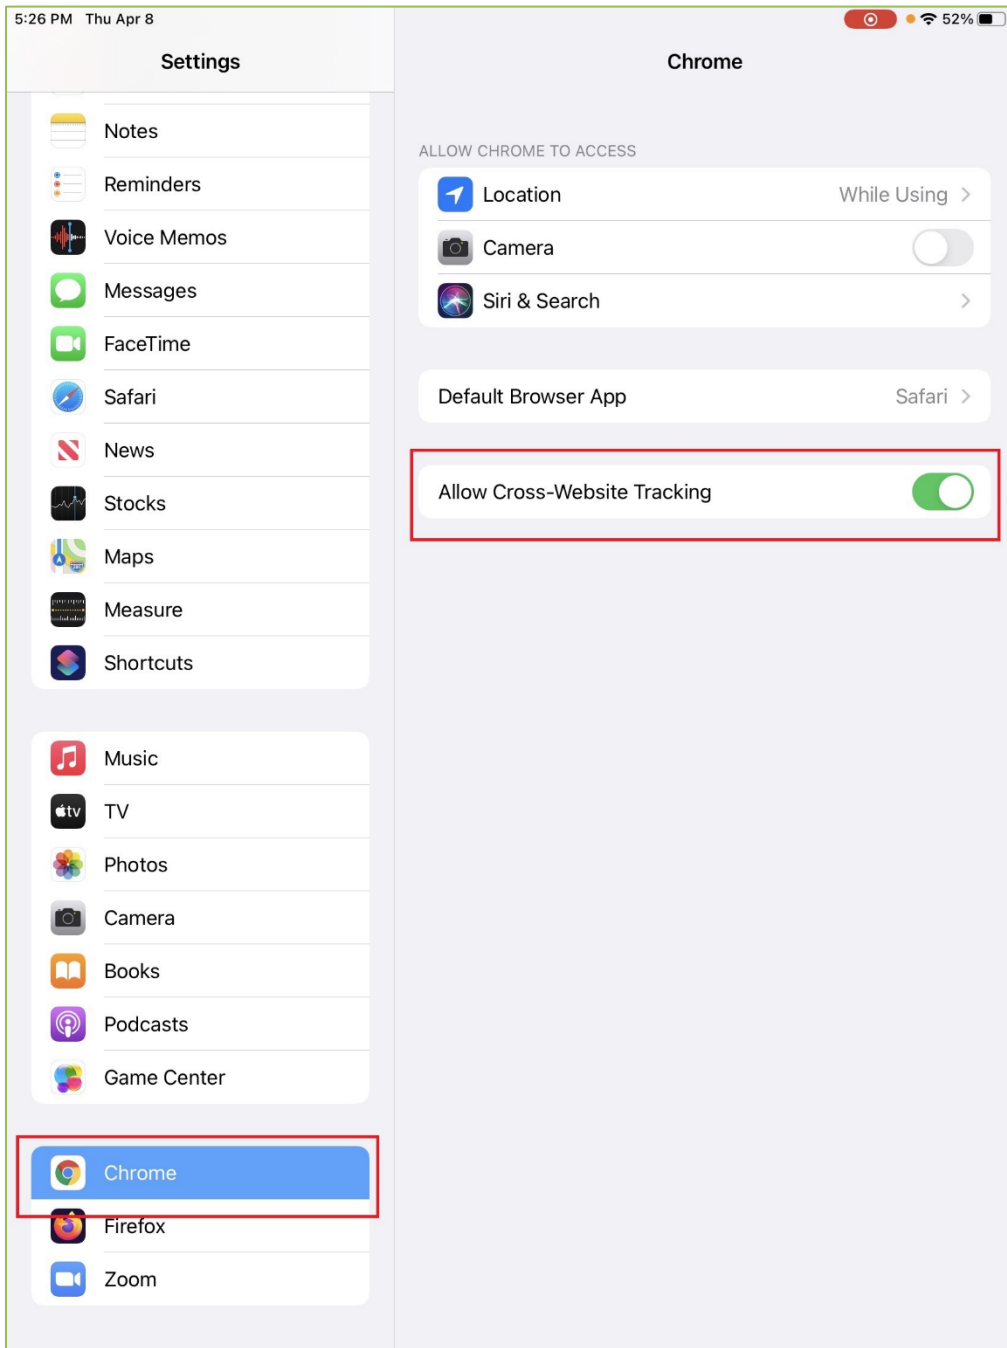 5:26 PM Thu Apr 8
52%
Settings
Notes
Reminders
Voice Memos
Messages
FaceTime
Safari
News
Stocks
Maps
Measure
Shortcuts
Music
tv TV
Photos
Camera
Books
Podcasts
Game Center
Chrome
Firefox
Zoom
Chrome
ALLOW CHROME TO ACCESS
Location While Using
Camera
Siri & Search
Default Browser App Safari
Allow Cross-Website Tracking